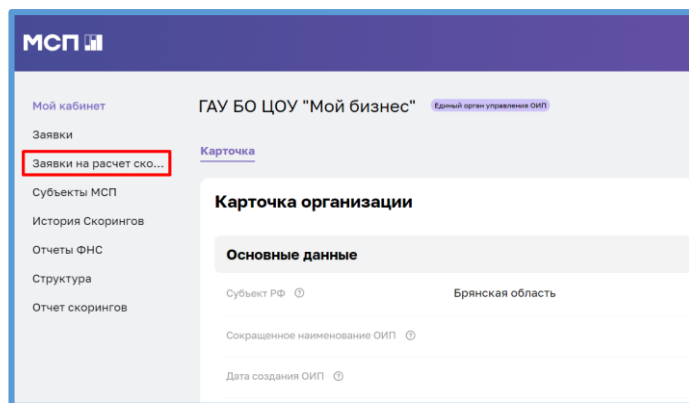 МСП
Мой кабинет
Заявки
Заявки на расчет ско...
Субъекты МСП
История Скорингов
Отчеты ФНС
Структура
Отчет скорингов
ГАУ БО ЦОУ "Мой бизнес" Единый орган управления ОИП
Карточка
Карточка организации
Основные данные
Субъект РФ ? Брянская область
Сокращенное наименование ОИП ?
Дата создания ОИП ?